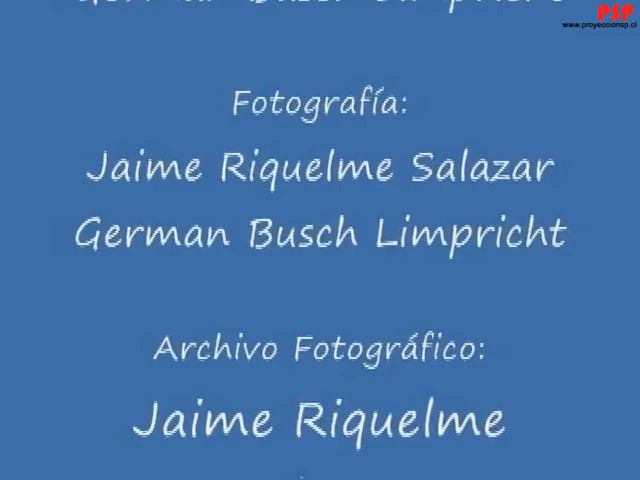 PSP
www.proyeccionsp.cl
Fotografía:
Jaime Riquelme Salazar
German Busch Limpricht
Archivo Fotográfico:
Jaime Riquelme